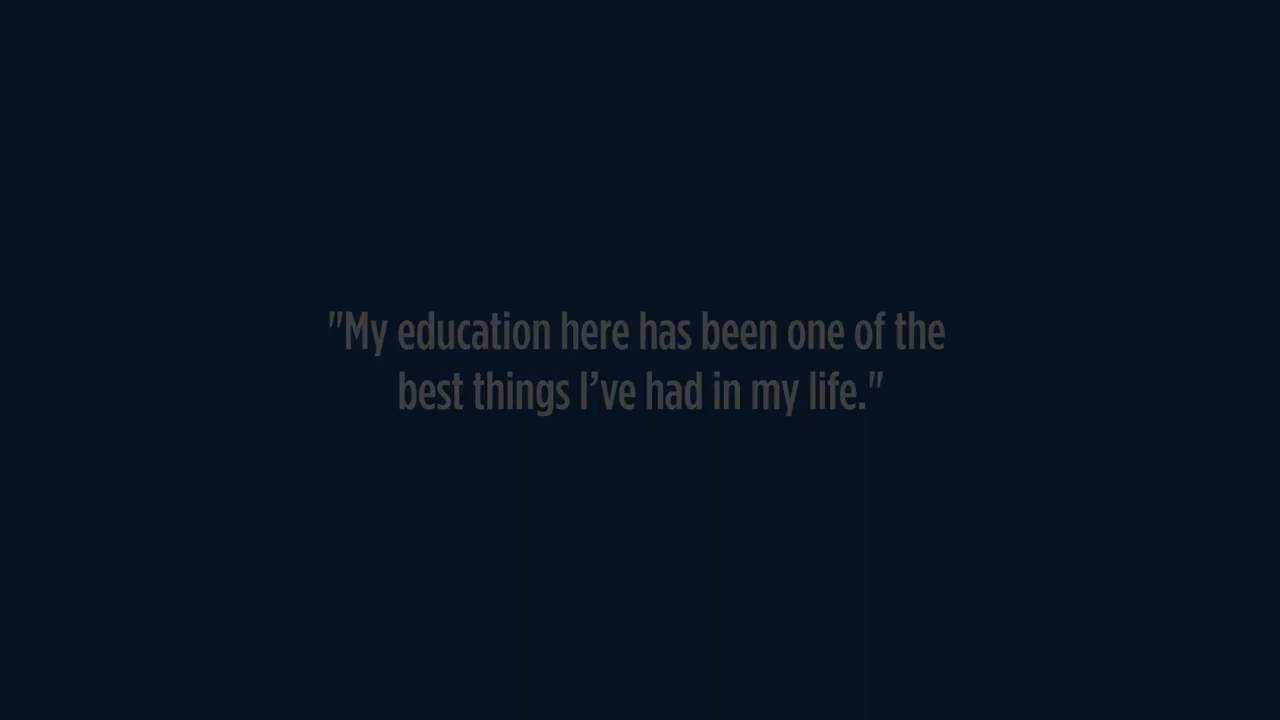 "My education here has been one of the
best things I’ve had in my life."